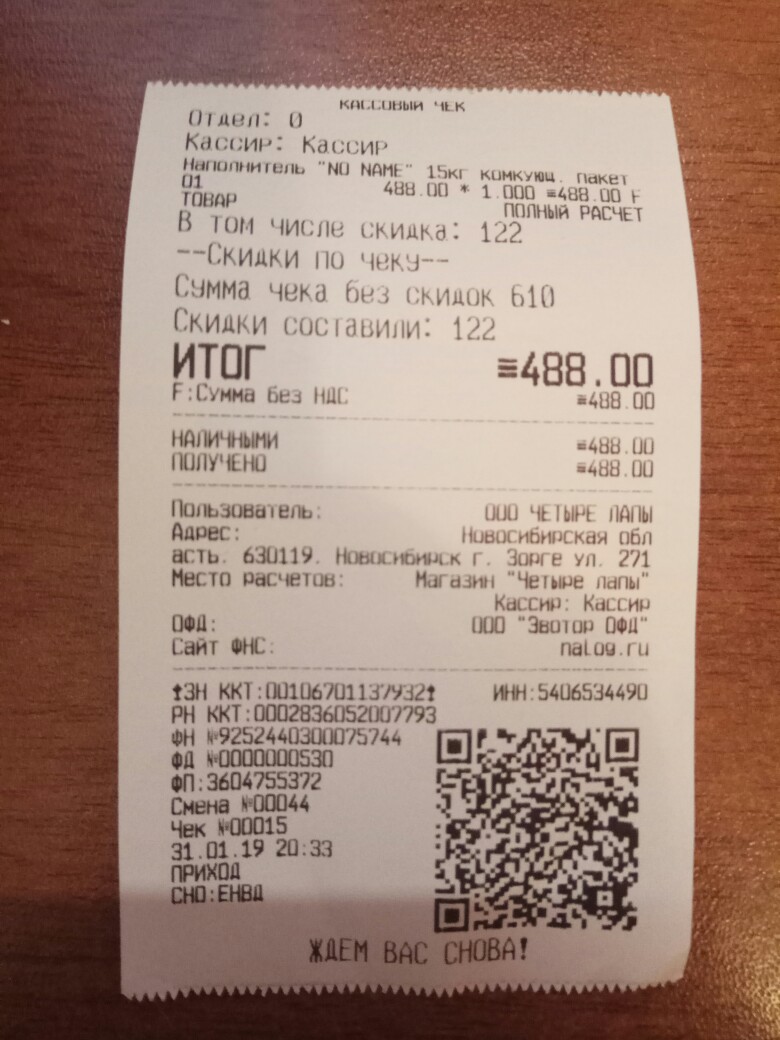 КАССОВЫЙ ЧЕК
Отдел: 0
Кассир: Кассир
Наполнитель "NO NAME" 15кг комкующ. пакет
01 488.00 * 1.000 ≡488.00 F
ТОВАР ПОЛНЫЙ РАСЧЕТ
В том числе скидка: 122
--Скидки по чеку--
Сумма чека без скидок 610
Скидки составили: 122
ИТОГ ≡488.00
F:Сумма без НДС ≡488.00
НАЛИЧНЫМИ ≡488.00
ПОЛУЧЕНО ≡488.00
Пользователь: ООО ЧЕТЫРЕ ЛАПЫ
Адрес: Новосибирская обл
асть. 630119. Новосибирск г. Зорге ул. 271
Место расчетов: Магазин "Четыре лапы"
Кассир: Кассир
ОФД: ООО "Эвотор ОФД"
Сайт ФНС: nalog.ru
ЗН ККТ:00106701137932 ИНН:5406534490
РН ККТ:0002836052007793
ФН №9252440300075744
ФД №0000000530
ФП:3604755372
Смена №00044
Чек №00015
31.01.19 20:33
ПРИХОД
СНО:ЕНВД
ЖДЕМ ВАС СНОВА!